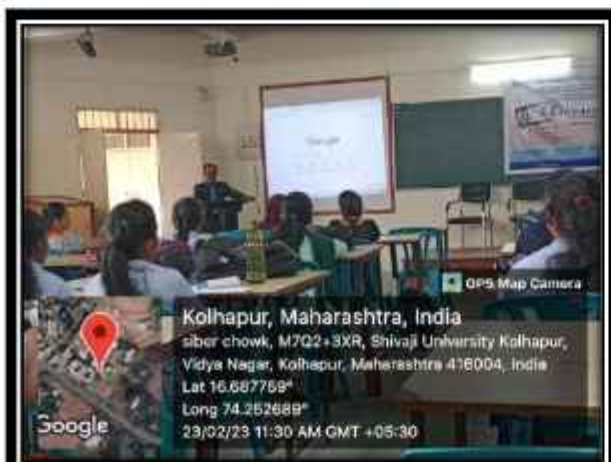 Google
GPS Map Camera
Kolhapur, Maharashtra, India
siber chowk, M7Q2+3XR, Shivaji University Kolhapur,
Vidya Nagar, Kolhapur, Maharashtra 416004, India
Lat 16.687759°
Long 74.252689°
23/02/23 11:30 AM GMT +05:30
Google